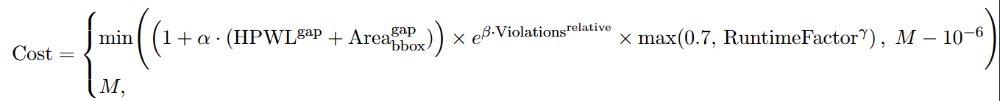 Cost = { min((1 + α · (HPWL^gap + Area_bbox^gap)) × e^(β·Violations^relative) × max(0.7, RuntimeFactor^γ) , M − 10^−6)
M,